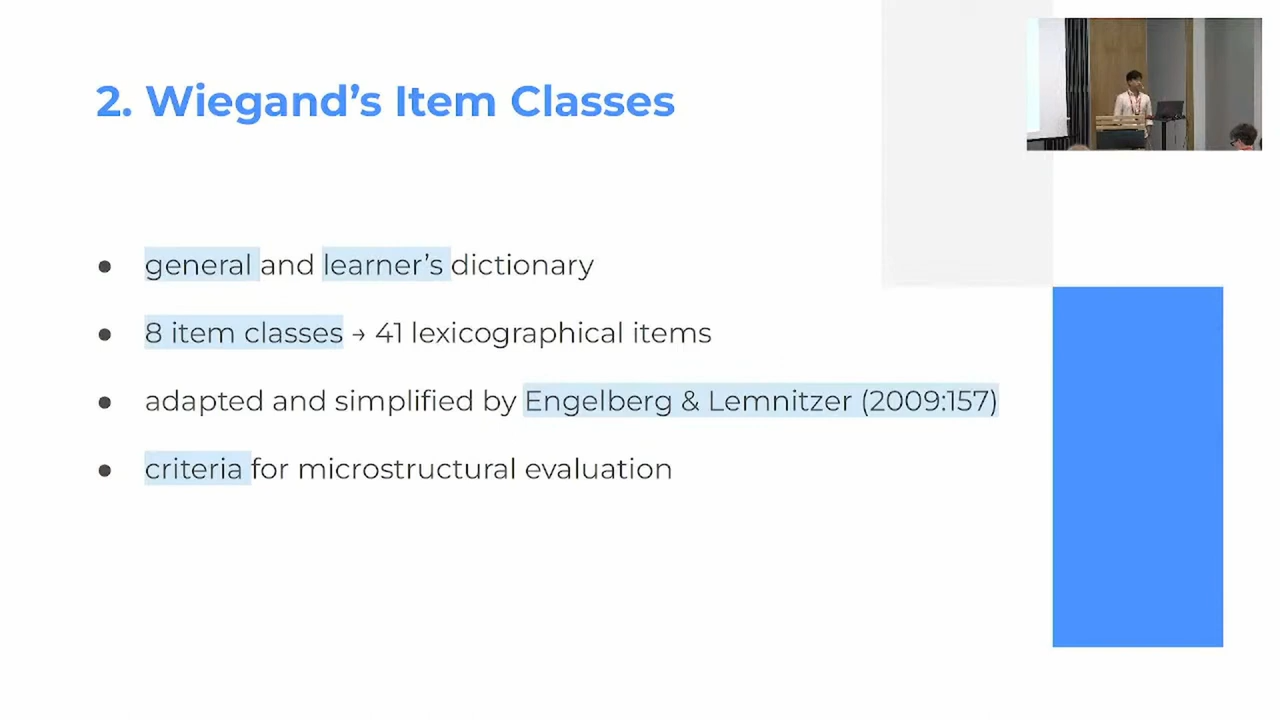 2. Wiegand's Item Classes
● general and learner's dictionary
● 8 item classes → 41 lexicographical items
● adapted and simplified by Engelberg & Lemnitzer (2009:157)
● criteria for microstructural evaluation